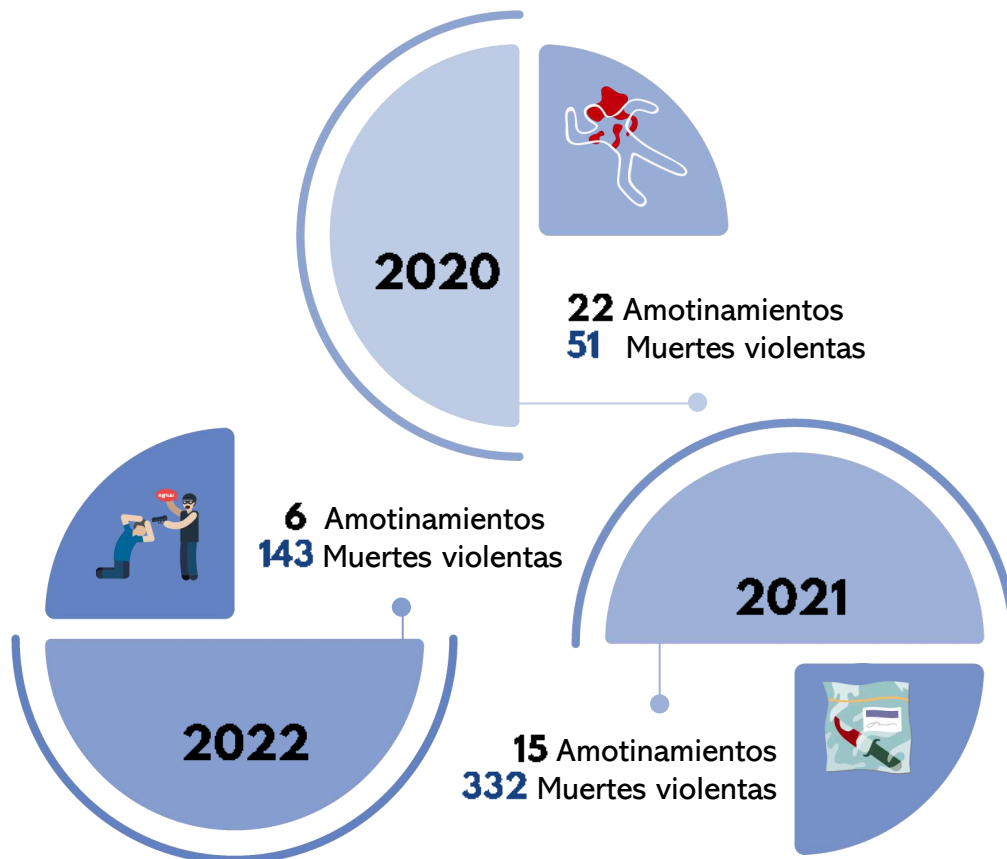 2020
22 Amotinamientos
51 Muertes violentas
6 Amotinamientos
143 Muertes violentas
2021
2022
15 Amotinamientos
332 Muertes violentas